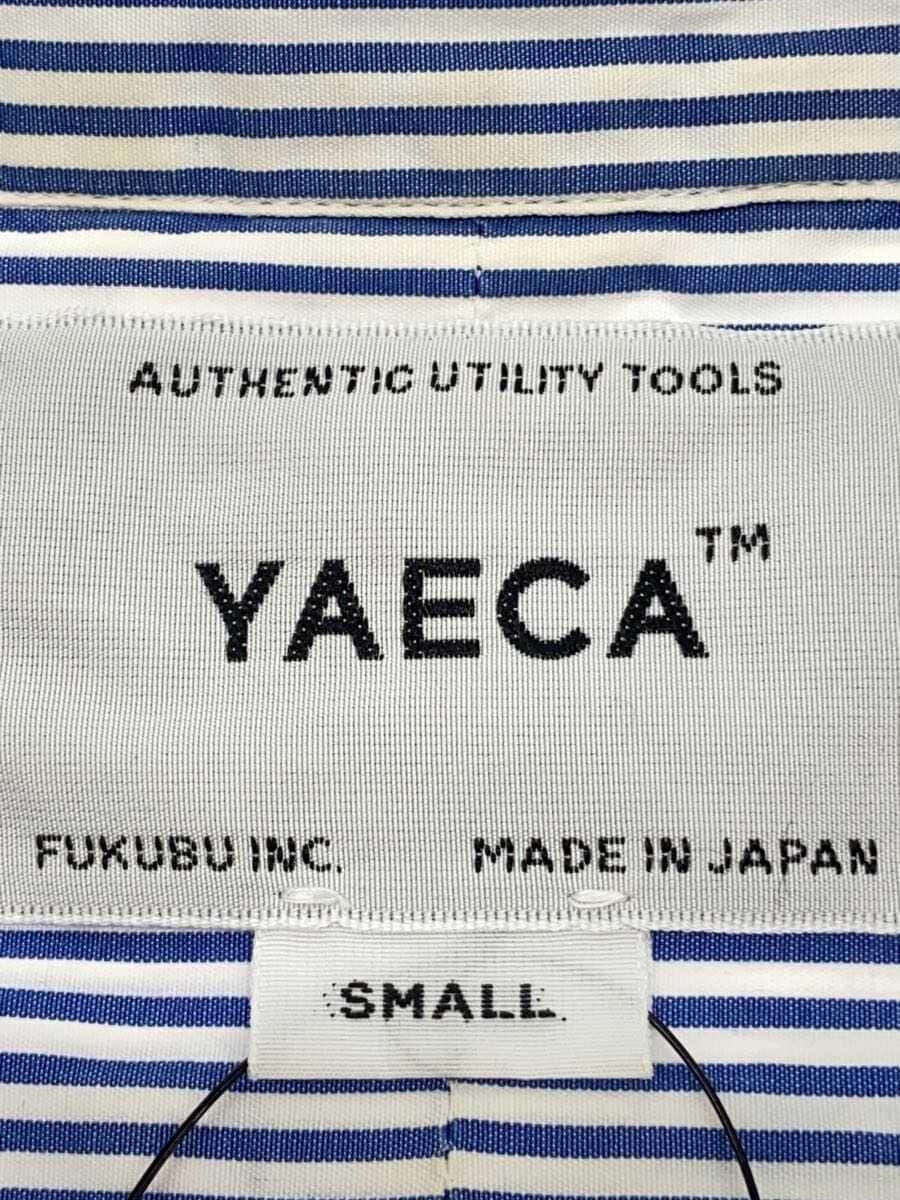 AUTHENTIC UTILITY TOOLS
YAECA™
FUKUBU INC. MADE IN JAPAN
SMALL